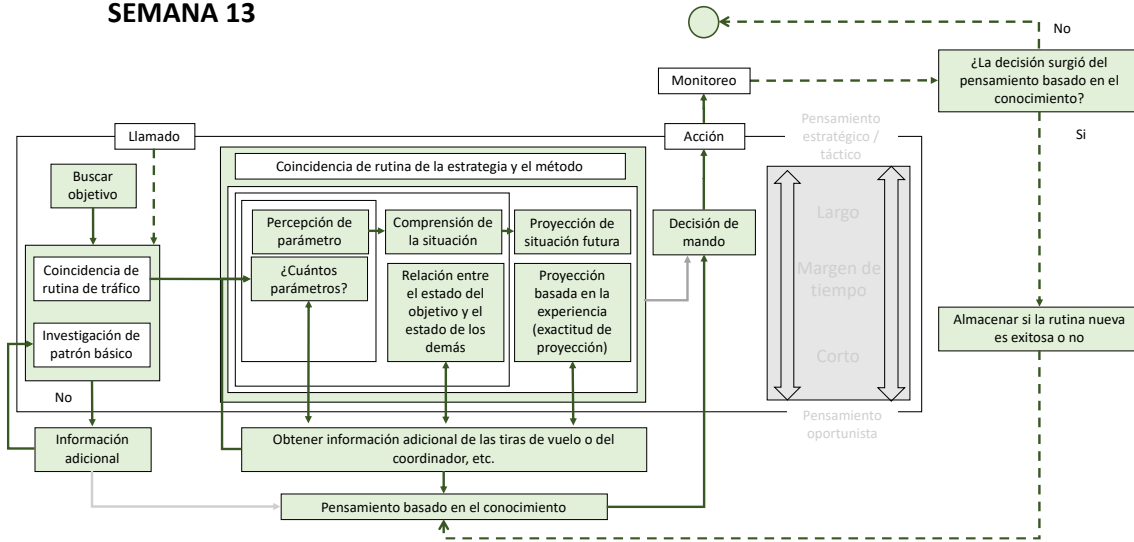 SEMANA 13
No
¿La decisión surgió del
pensamiento basado en el
conocimiento?
Monitoreo
Si
Llamado
Acción
Pensamiento
estratégico /
táctico
Buscar
objetivo
Coincidencia de rutina de la estrategia y el método
Percepción de
parámetro
Comprensión de
la situación
Proyección de
situación futura
Decisión de
mando
Largo
Margen de
tiempo
Corto
Coincidencia de
rutina de tráfico
¿Cuántos
parámetros?
Relación entre
el estado del
objetivo y el
estado de los
demás
Proyección
basada en la
experiencia
(exactitud de
proyección)
Investigación de
patrón básico
Almacenar si la rutina nueva
es exitosa o no
No
Pensamiento
oportunista
Información
adicional
Obtener información adicional de las tiras de vuelo o del
coordinador, etc.
Pensamiento basado en el conocimiento